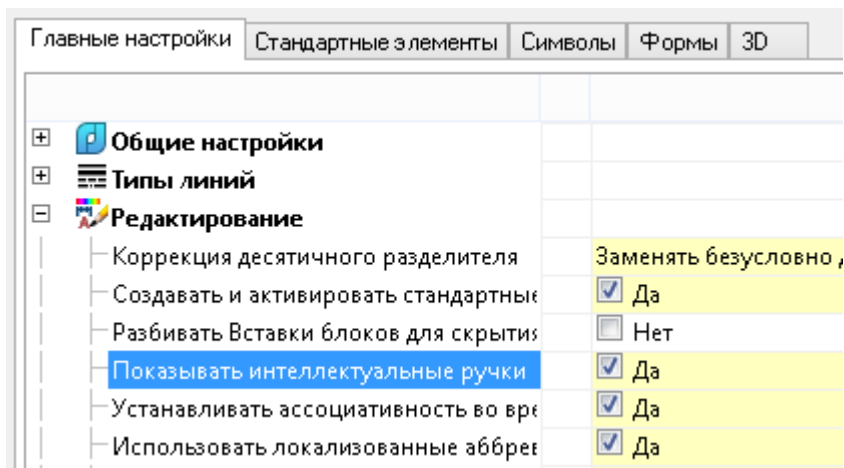 Главные настройки Стандартные элементы Символы Формы 3D
Общие настройки
Типы линий
Редактирование
Коррекция десятичного разделителя Заменять безусловно
Создавать и активировать стандартные Да
Разбивать Вставки блоков для скрытия Нет
Показывать интеллектуальные ручки Да
Устанавливать ассоциативность во вре Да
Использовать локализованные аббрев Да